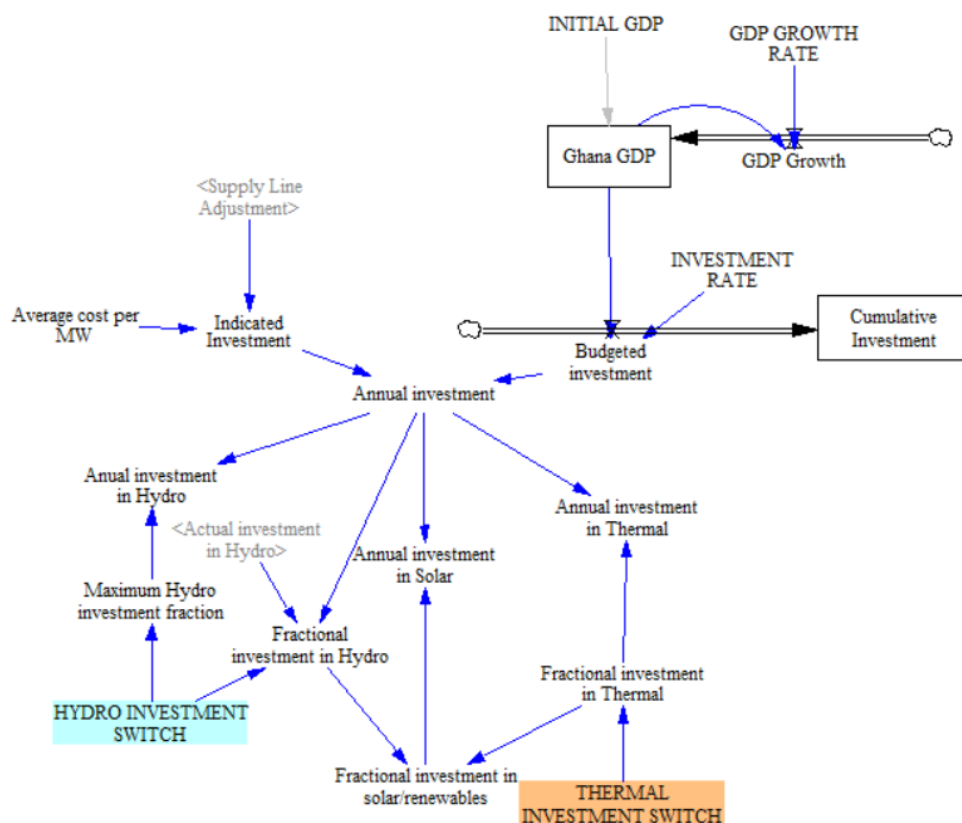 INITIAL GDP
GDP GROWTH
RATE
Ghana GDP
GDP Growth
<Supply Line
Adjustment>
INVESTMENT
RATE
Average cost per
MW
Indicated
Investment
Budgeted
investment
Cumulative
Investment
Annual investment
Anual investment
in Hydro
<Actual investment
in Hydro>
Annual investment
in Solar
Annual investment
in Thermal
Maximum Hydro
investment fraction
Fractional
investment in Hydro
Fractional investment
in Thermal
HYDRO INVESTMENT
SWITCH
Fractional investment in
solar/renewables
THERMAL
INVESTMENT SWITCH